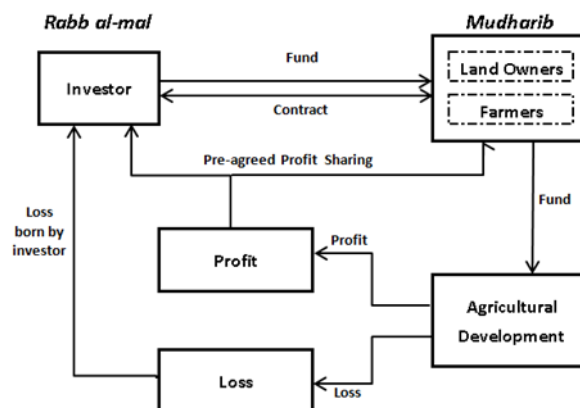 Rabb al-mal
Mudharib
Investor
Fund
Contract
Land Owners
Farmers
Pre-agreed Profit Sharing
Loss
born by
investor
Fund
Profit
Profit
Agricultural
Development
Loss
Loss